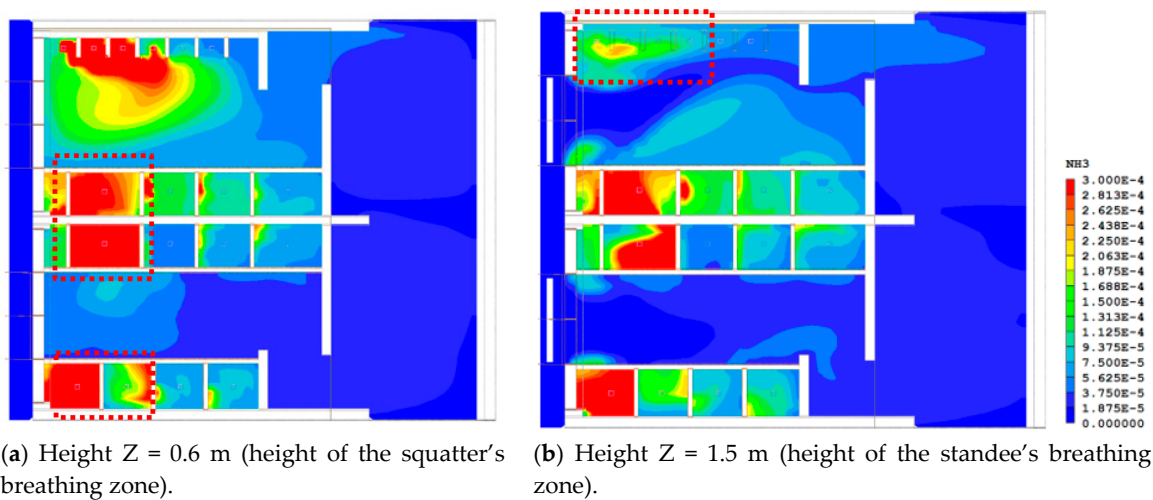 NH3
3.000E-4
2.813E-4
2.625E-4
2.438E-4
2.250E-4
2.063E-4
1.875E-4
1.688E-4
1.500E-4
1.313E-4
1.125E-4
9.375E-5
7.500E-5
5.625E-5
3.750E-5
1.875E-5
0.000000
(a) Height Z = 0.6 m (height of the squatter’s
breathing zone).
(b) Height Z = 1.5 m (height of the standee’s breathing
zone).